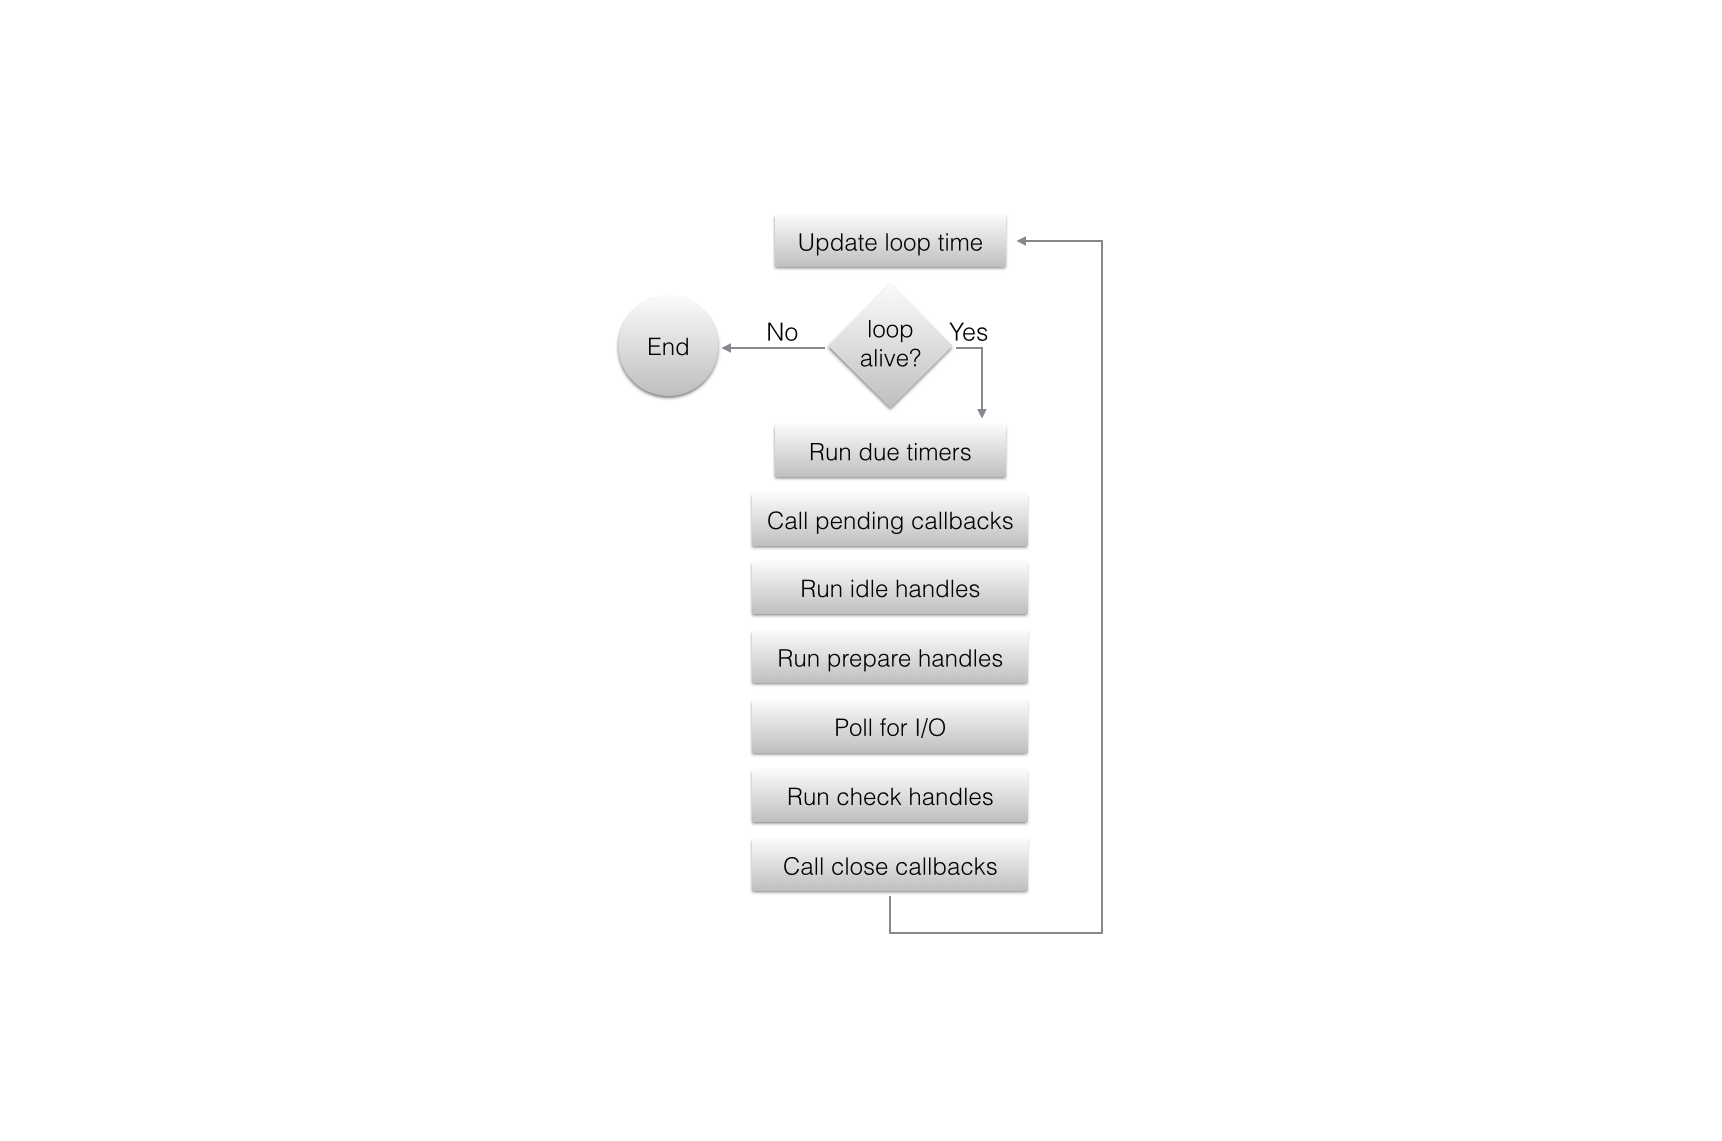 Update loop time
loop
alive?
No
Yes
End
Run due timers
Call pending callbacks
Run idle handles
Run prepare handles
Poll for I/O
Run check handles
Call close callbacks